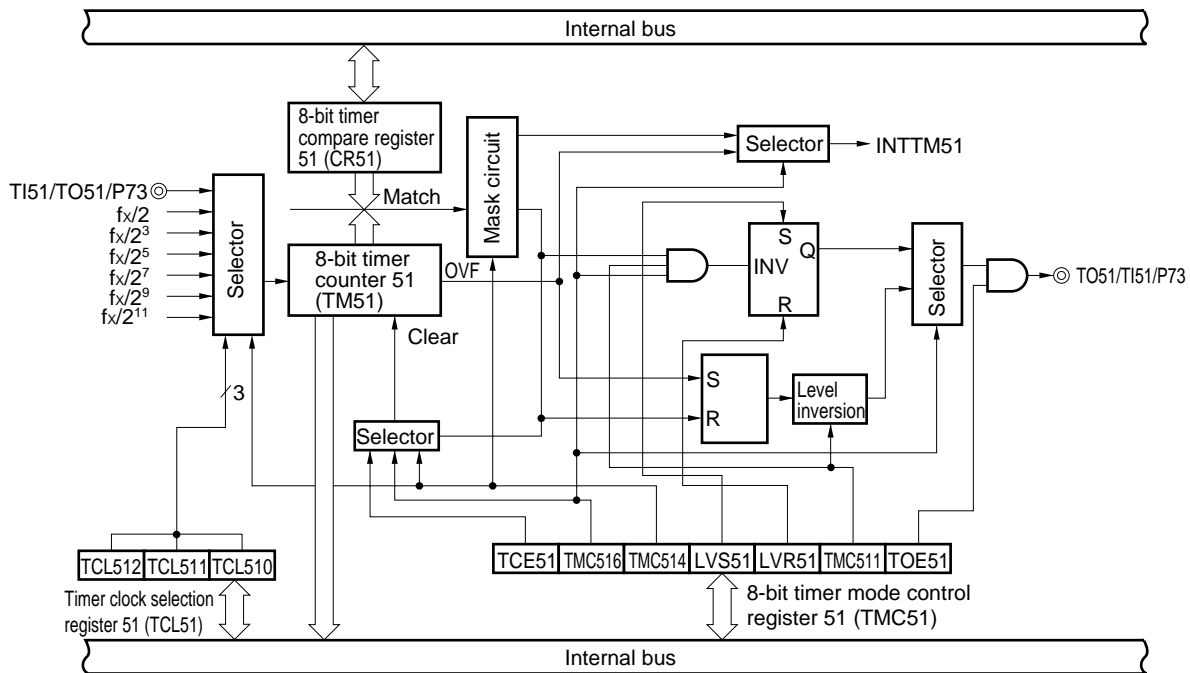 Internal bus
8-bit timer
compare register
51 (CR51)
Mask circuit
Selector
INTTM51
TI51/TO51/P73
Match
fX/2
fX/2³
fX/2⁵
fX/2⁷
fX/2⁹
fX/2¹¹
Selector
8-bit timer
counter 51
(TM51)
OVF
Clear
S
Q
INV
R
Selector
TO51/TI51/P73
3
S
R
Level
inversion
Selector
TCL512 TCL511 TCL510
TCE51 TMC516 TMC514 LVS51 LVR51 TMC511 TOE51
Timer clock selection
register 51 (TCL51)
8-bit timer mode control
register 51 (TMC51)
Internal bus